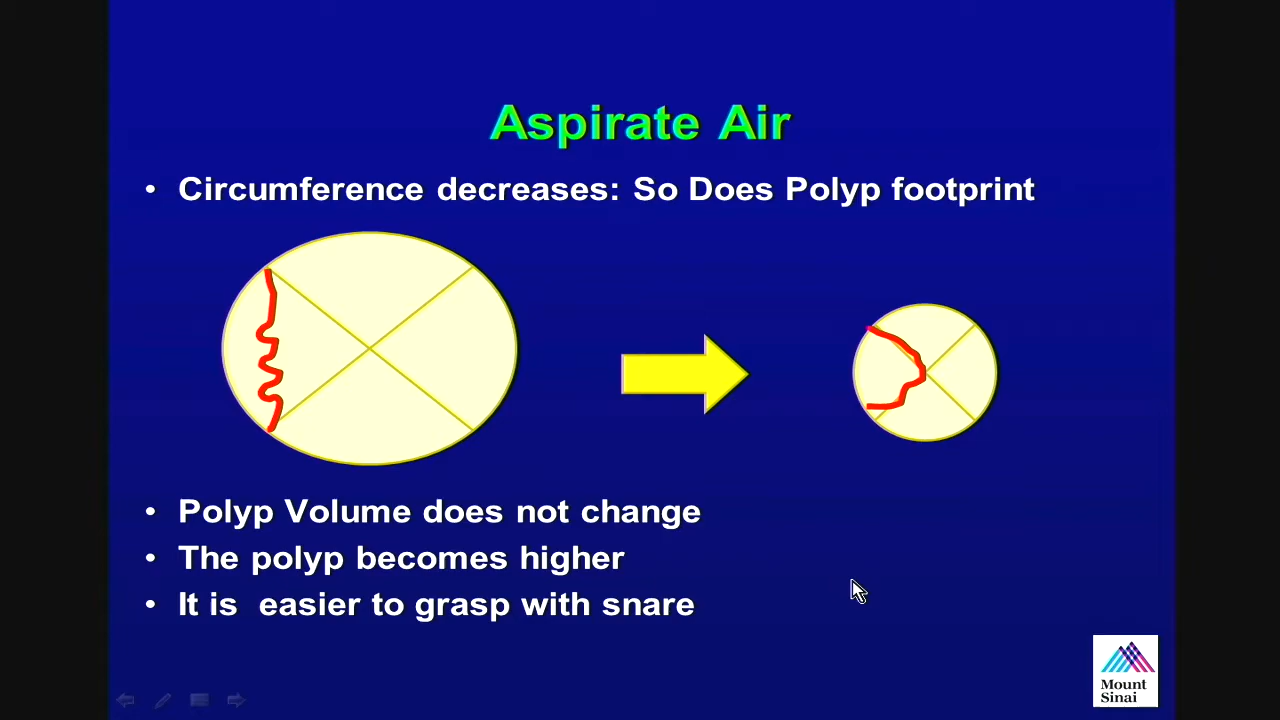 Aspirate Air
• Circumference decreases: So Does Polyp footprint
• Polyp Volume does not change
• The polyp becomes higher
• It is easier to grasp with snare
Mount
Sinai